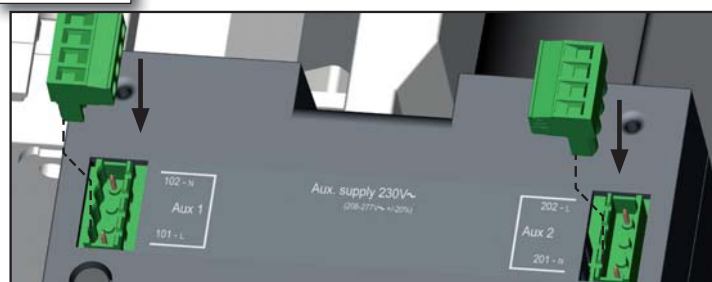 102 - N
Aux 1
101 - L
Aux. supply 230V~
(208-277V~ +/-20%)
202 - L
Aux 2
201 - N